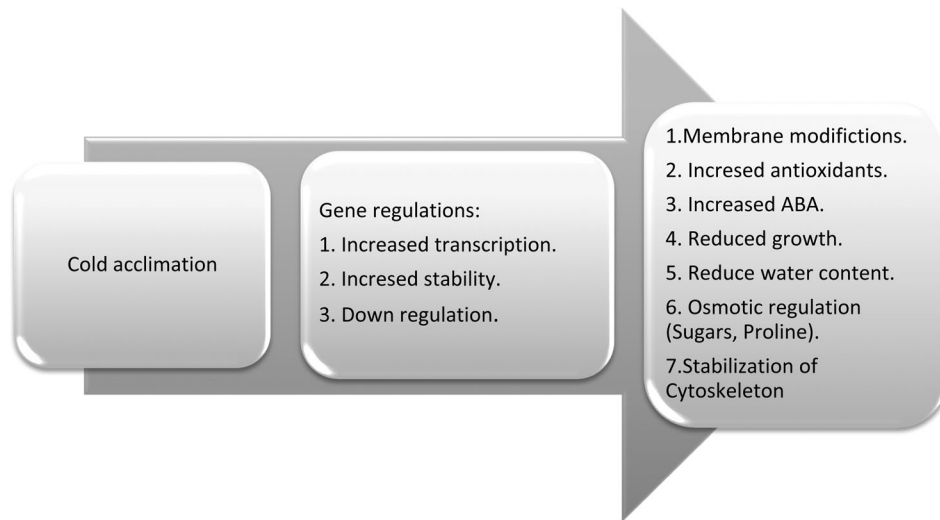 Cold acclimation
Gene regulations:
1. Increased transcription.
2. Incresed stability.
3. Down regulation.
1.Membrane modifictions.
2. Incresed antioxidants.
3. Increased ABA.
4. Reduced growth.
5. Reduce water content.
6. Osmotic regulation
(Sugars, Proline).
7.Stabilization of
Cytoskeleton